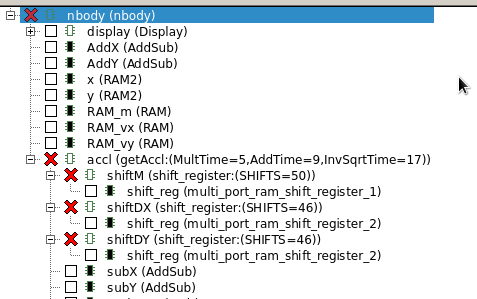 nbody (nbody)
display (Display)
AddX (AddSub)
AddY (AddSub)
x (RAM2)
y (RAM2)
RAM_m (RAM)
RAM_vx (RAM)
RAM_vy (RAM)
accl (getAccl:(MultTime=5,AddTime=9,InvSqrtTime=17))
shiftM (shift_register:(SHIFTS=50))
shift_reg (multi_port_ram_shift_register_1)
shiftDX (shift_register:(SHIFTS=46))
shift_reg (multi_port_ram_shift_register_2)
shiftDY (shift_register:(SHIFTS=46))
shift_reg (multi_port_ram_shift_register_2)
subX (AddSub)
subY (AddSub)